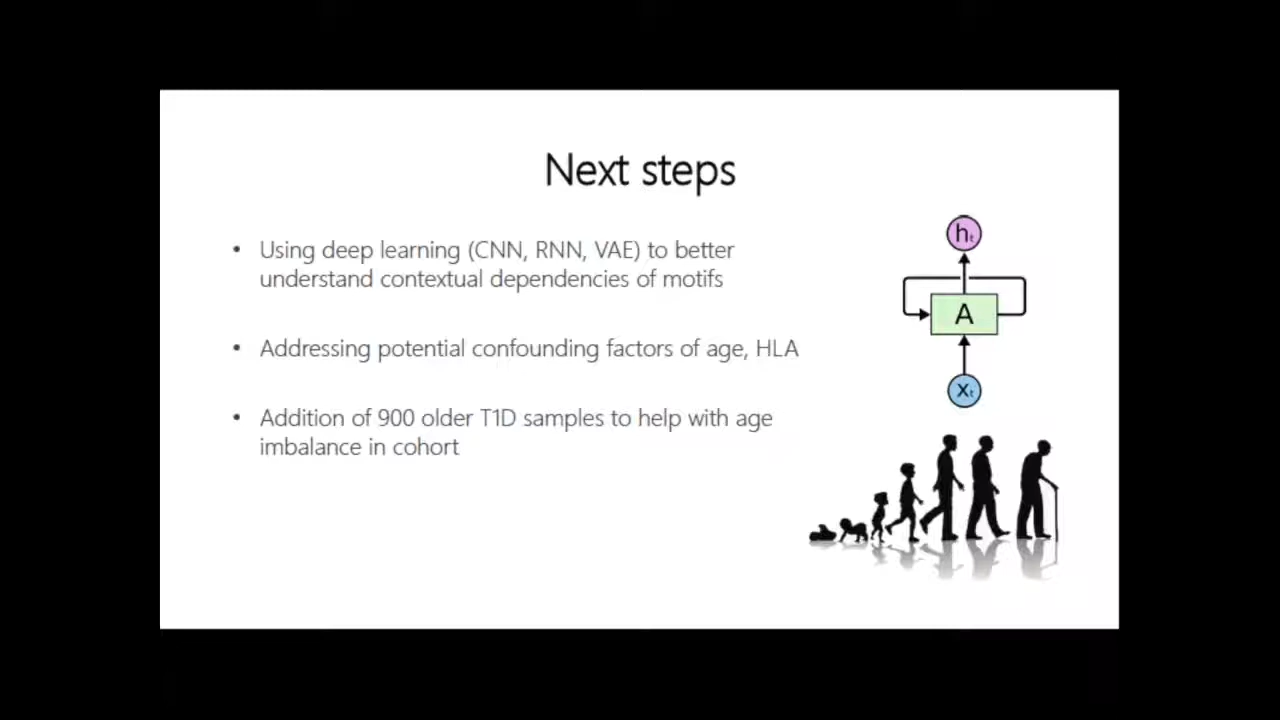 Next steps
• Using deep learning (CNN, RNN, VAE) to better
understand contextual dependencies of motifs
• Addressing potential confounding factors of age, HLA
• Addition of 900 older T1D samples to help with age
imbalance in cohort
hₜ
A
xₜ